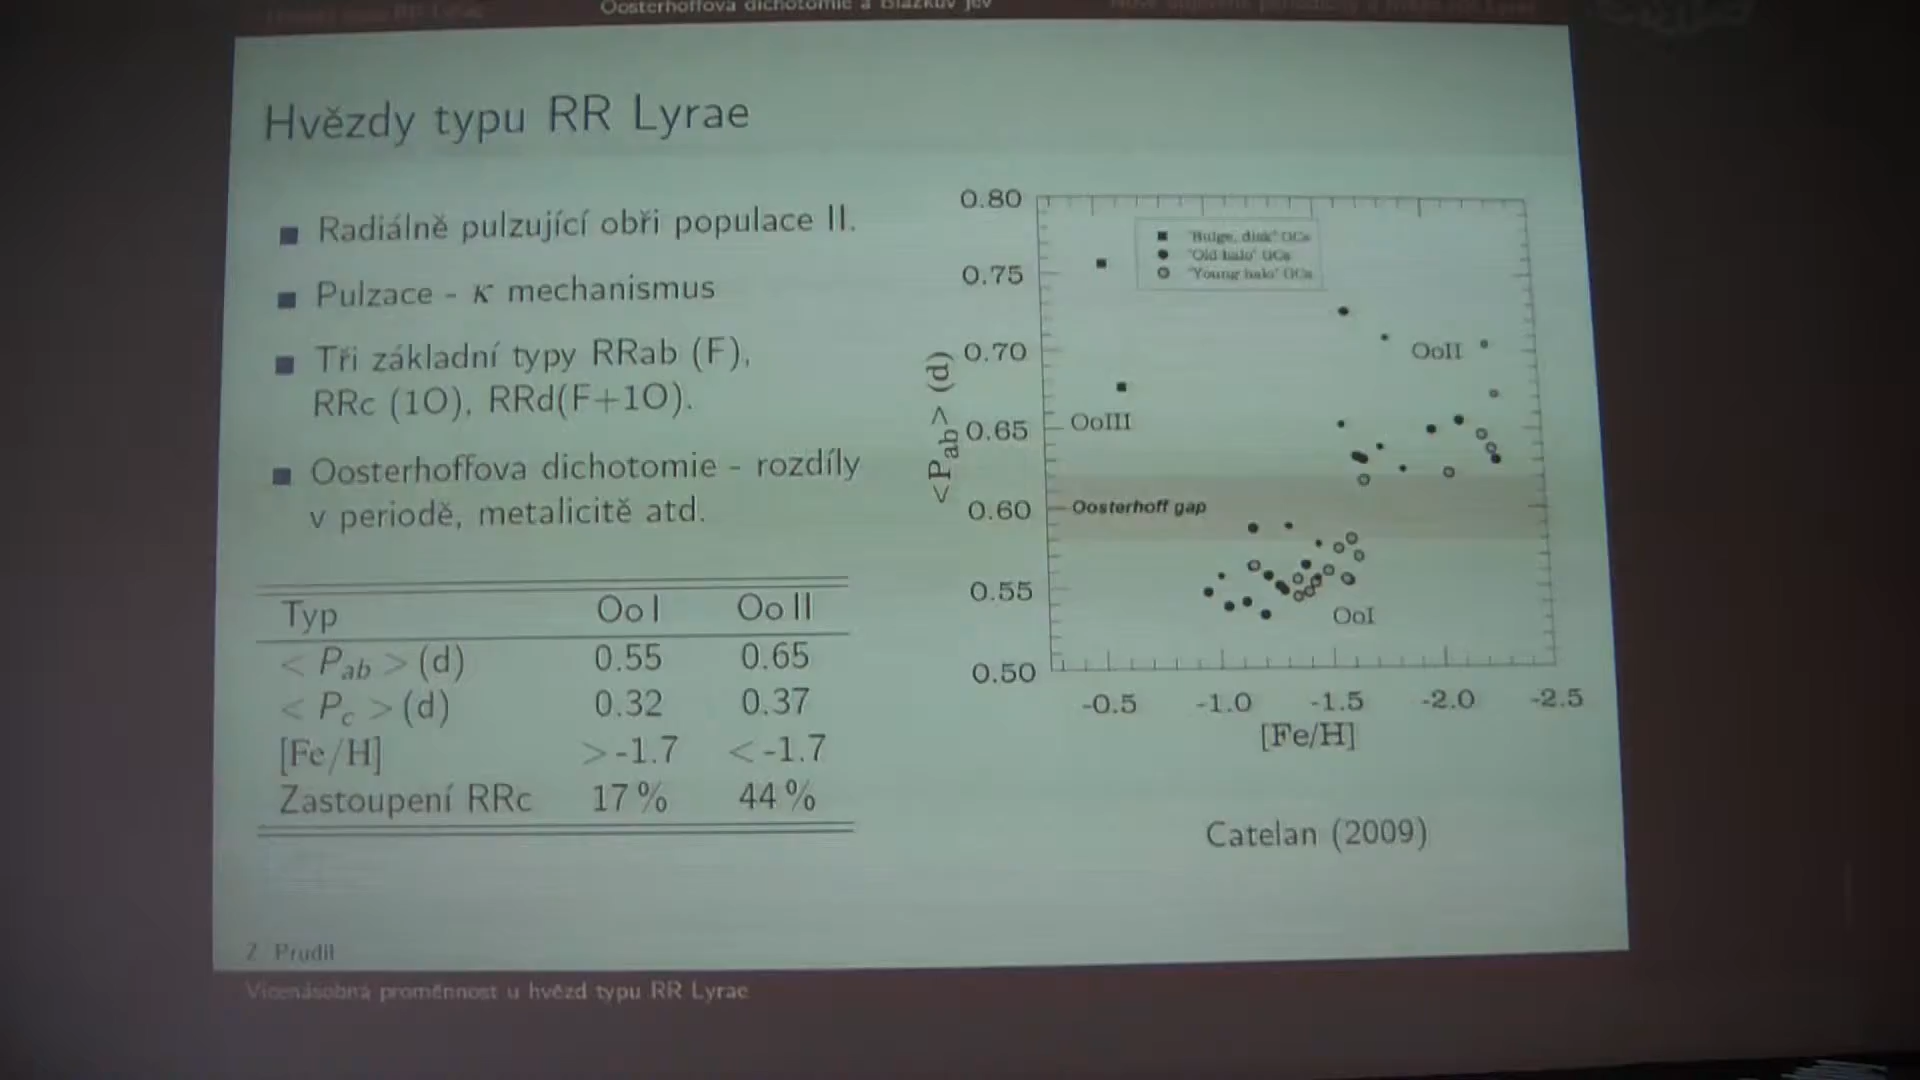 Oosterhoffova dichotomie a Blažkův jev
Hvězdy typu RR Lyrae
Radiálně pulzující obři populace II.
Pulzace - κ mechanismus
Tři základní typy RRab (F),
RRc (1O), RRd(F+1O).
Oosterhoffova dichotomie - rozdíly
v periodě, metalicitě atd.
Typ Oo I Oo II
< Pab > (d) 0.55 0.65
< Pc > (d) 0.32 0.37
[Fe/H] > -1.7 < -1.7
Zastoupení RRc 17 % 44 %
<Pab> (d)
0.80
0.75
0.70
0.65
0.60
0.55
0.50
"Bulge, disk" GCs
"Old halo" GCs
"Young halo" GCs
OoII
OoIII
Oosterhoff gap
OoI
-0.5 -1.0 -1.5 -2.0 -2.5
[Fe/H]
Catelan (2009)
Z. Prudil
Vícenásobná proměnnost u hvězd typu RR Lyrae